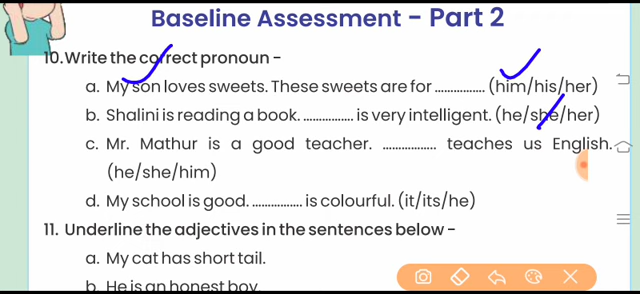 Baseline Assessment - Part 2
10. Write the correct pronoun -
a. My son loves sweets. These sweets are for ................ (him/his/her)
b. Shalini is reading a book. ................ is very intelligent. (he/she/her)
c. Mr. Mathur is a good teacher. ................ teaches us English.
(he/she/him)
d. My school is good. ................ is colourful. (it/its/he)
11. Underline the adjectives in the sentences below -
a. My cat has short tail.
b. He is an honest boy.